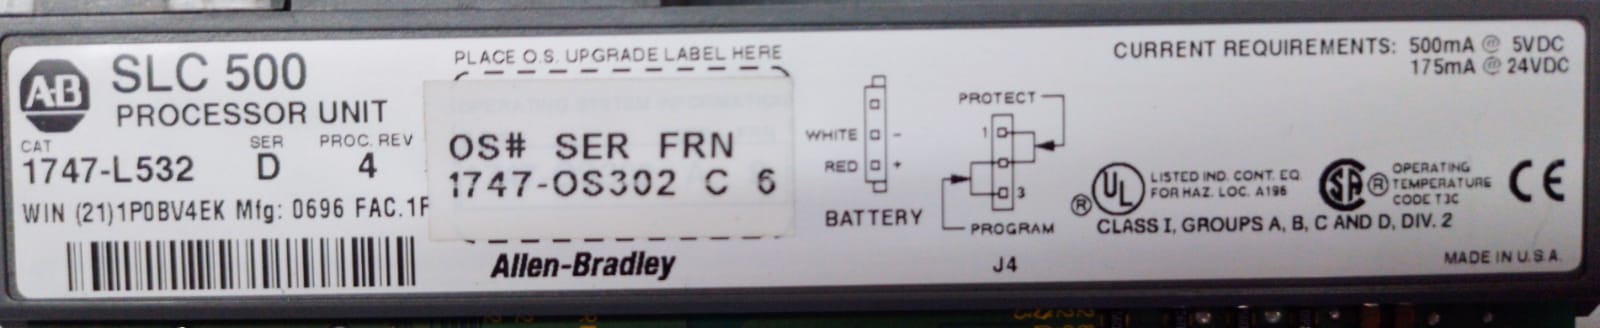 A-B
SLC 500
PROCESSOR UNIT
CAT SER PROC. REV
1747-L532 D 4
WIN (21)1P0BV4EK Mfg: 0696 FAC.1F
PLACE O.S. UPGRADE LABEL HERE
OS# SER FRN
1747-OS302 C 6
Allen-Bradley
WHITE -
RED +
BATTERY
PROTECT
1
3
PROGRAM
J4
CURRENT REQUIREMENTS: 500mA @ 5VDC
175mA @ 24VDC
® UL
LISTED IND. CONT. EQ.
FOR HAZ. LOC. A196
SA ®
OPERATING
TEMPERATURE
CODE T3C
CE
CLASS I, GROUPS A, B, C AND D, DIV. 2
MADE IN U.S.A.